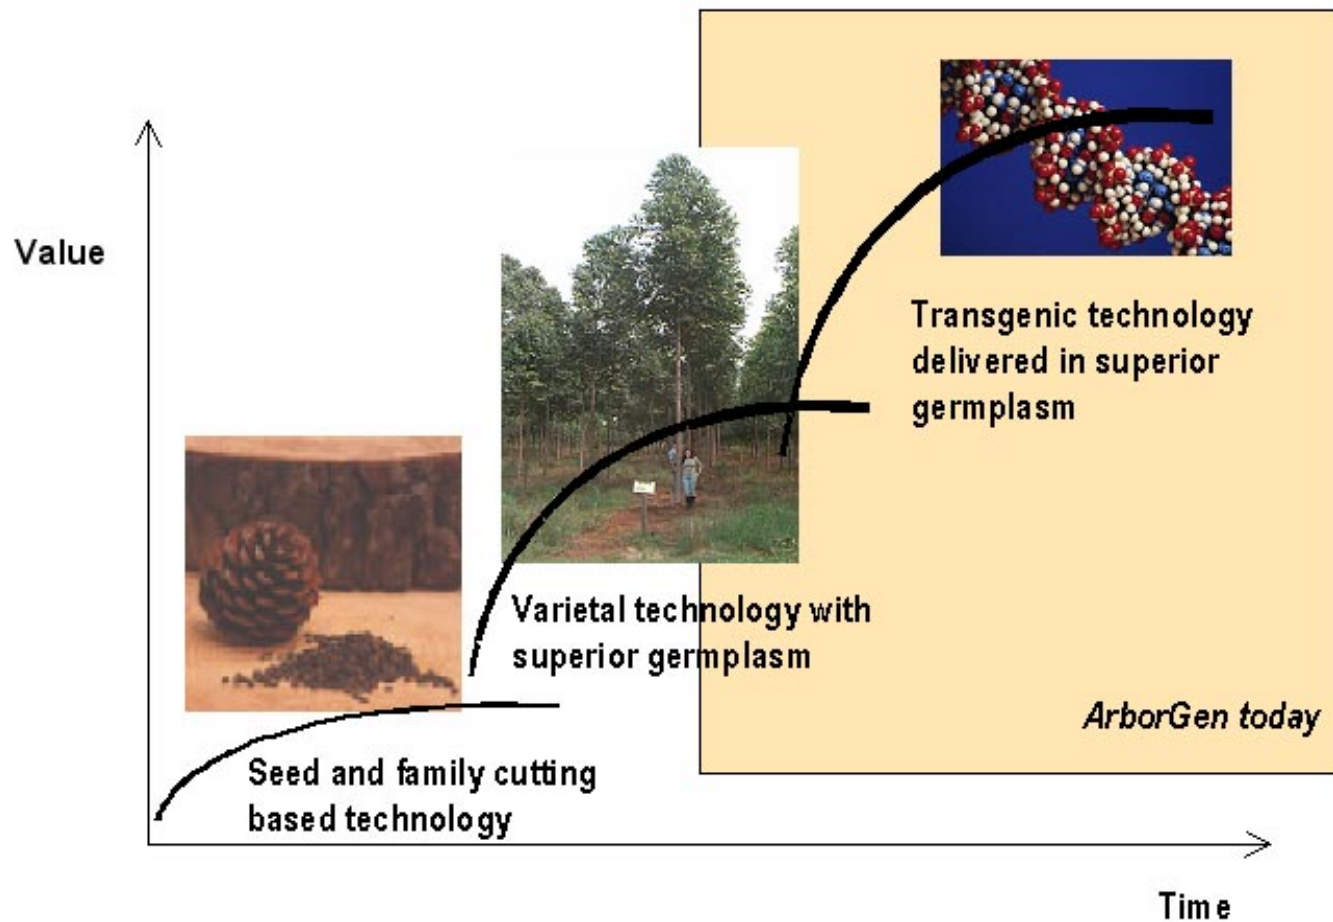 Value
Transgenic technology
delivered in superior
germplasm
Varietal technology with
superior germplasm
ArborGen today
Seed and family cutting
based technology
Time